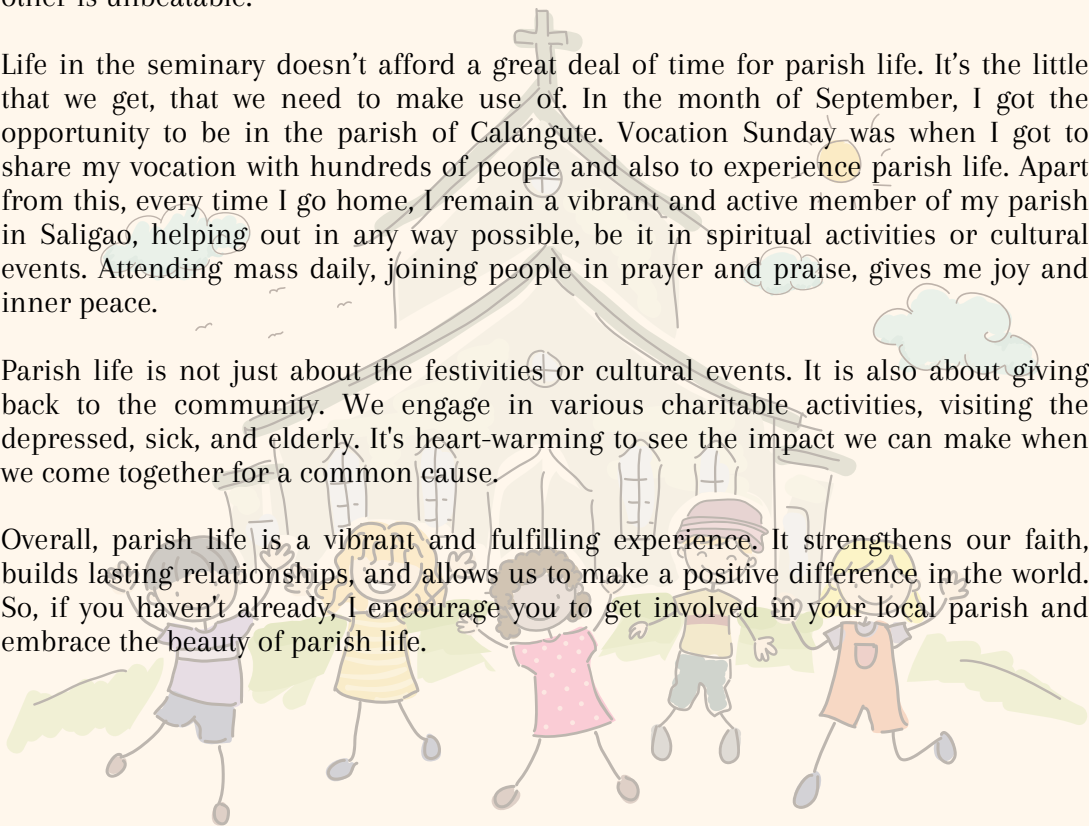 other is unbeatable.
Life in the seminary doesn’t afford a great deal of time for parish life. It’s the little
that we get, that we need to make use of. In the month of September, I got the
opportunity to be in the parish of Calangute. Vocation Sunday was when I got to
share my vocation with hundreds of people and also to experience parish life. Apart
from this, every time I go home, I remain a vibrant and active member of my parish
in Saligao, helping out in any way possible, be it in spiritual activities or cultural
events. Attending mass daily, joining people in prayer and praise, gives me joy and
inner peace.
Parish life is not just about the festivities or cultural events. It is also about giving
back to the community. We engage in various charitable activities, visiting the
depressed, sick, and elderly. It's heart-warming to see the impact we can make when
we come together for a common cause.
Overall, parish life is a vibrant and fulfilling experience. It strengthens our faith,
builds lasting relationships, and allows us to make a positive difference in the world.
So, if you haven’t already, I encourage you to get involved in your local parish and
embrace the beauty of parish life.